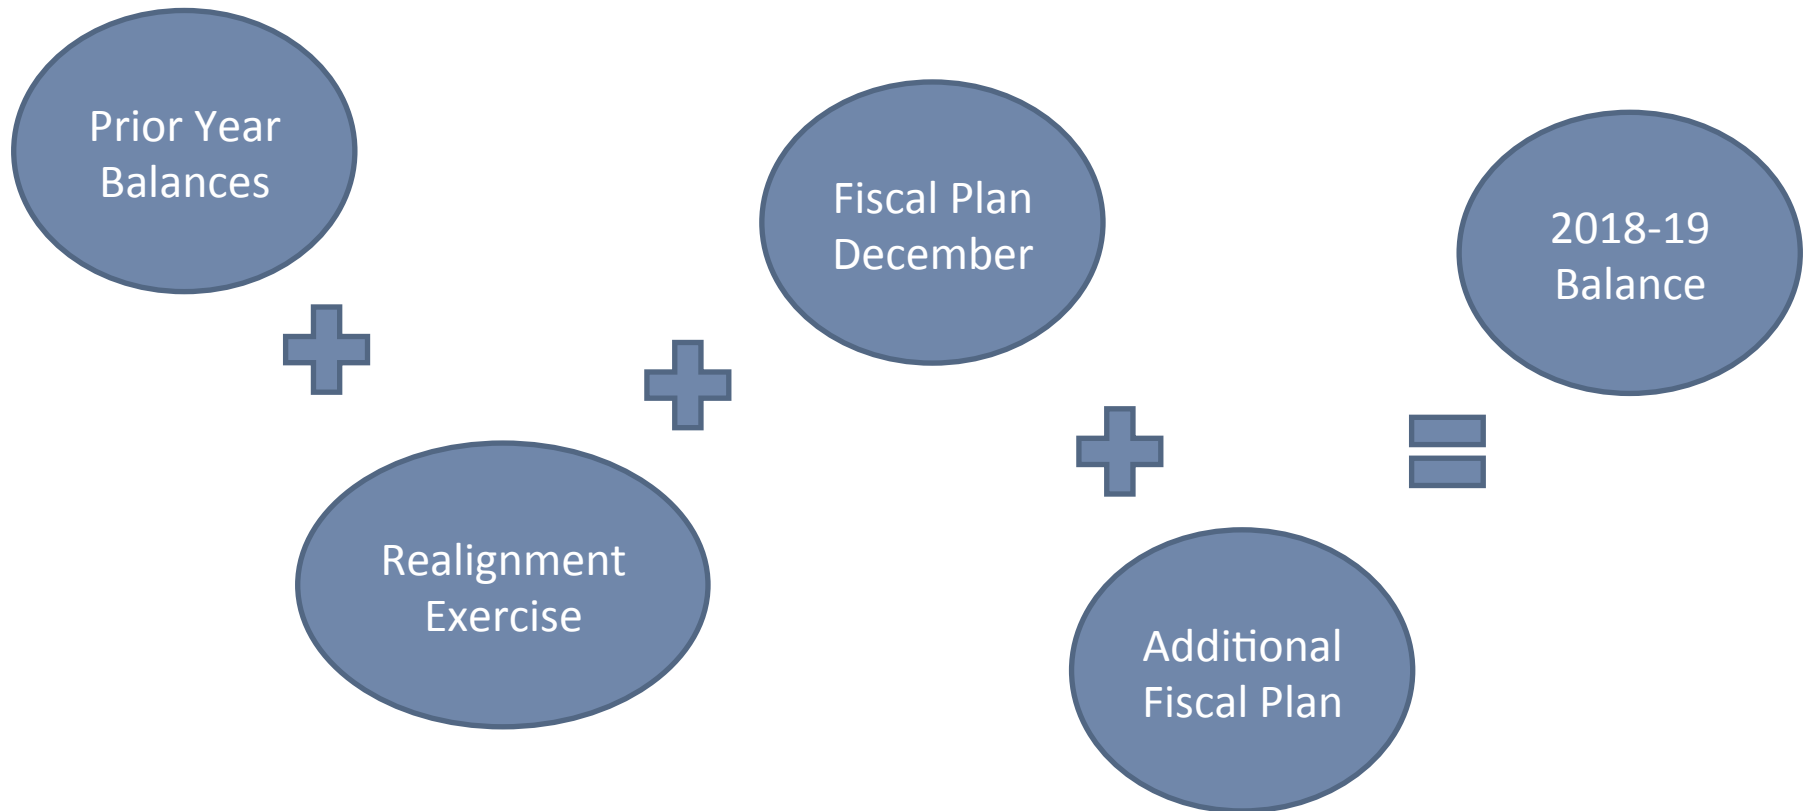 Prior Year
Balances
Realignment
Exercise
Fiscal Plan
December
Additional
Fiscal Plan
2018-19
Balance